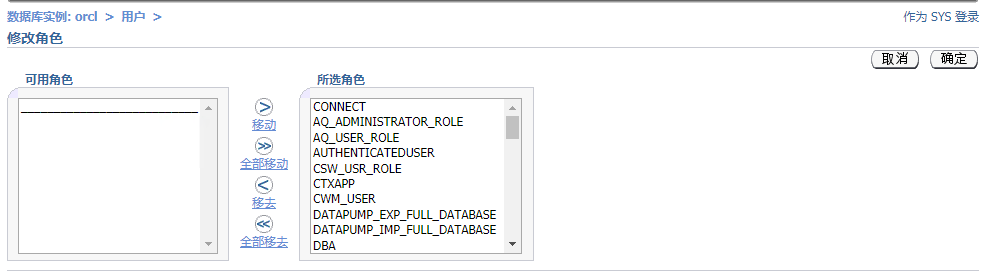 数据库实例: orcl > 用户 >
作为 SYS 登录
修改角色
取消 确定
可用角色
所选角色
移动
全部移动
移去
全部移去
CONNECT
AQ_ADMINISTRATOR_ROLE
AQ_USER_ROLE
AUTHENTICATEDUSER
CSW_USR_ROLE
CTXAPP
CWM_USER
DATAPUMP_EXP_FULL_DATABASE
DATAPUMP_IMP_FULL_DATABASE
DBA